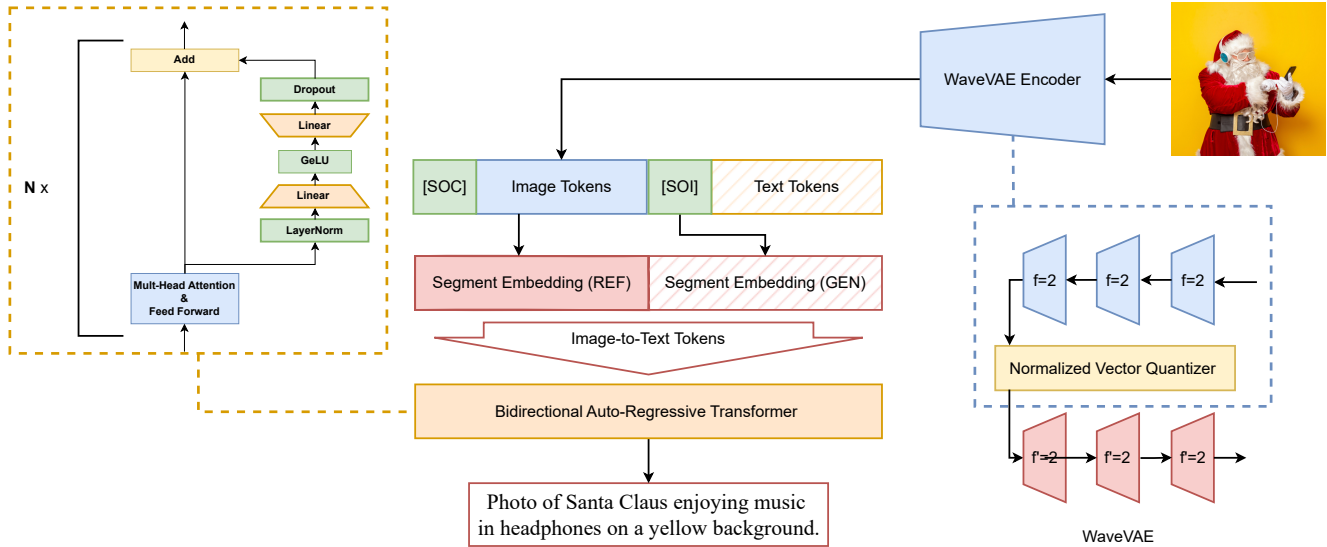 Add
Dropout
Linear
GeLU
Linear
LayerNorm
N x
Mult-Head Attention
&
Feed Forward
WaveVAE Encoder
[SOC]
Image Tokens
[SOI]
Text Tokens
Segment Embedding (REF)
Segment Embedding (GEN)
Image-to-Text Tokens
Bidirectional Auto-Regressive Transformer
Photo of Santa Claus enjoying music
in headphones on a yellow background.
f=2
f=2
f=2
Normalized Vector Quantizer
f'=2
f'=2
f'=2
WaveVAE